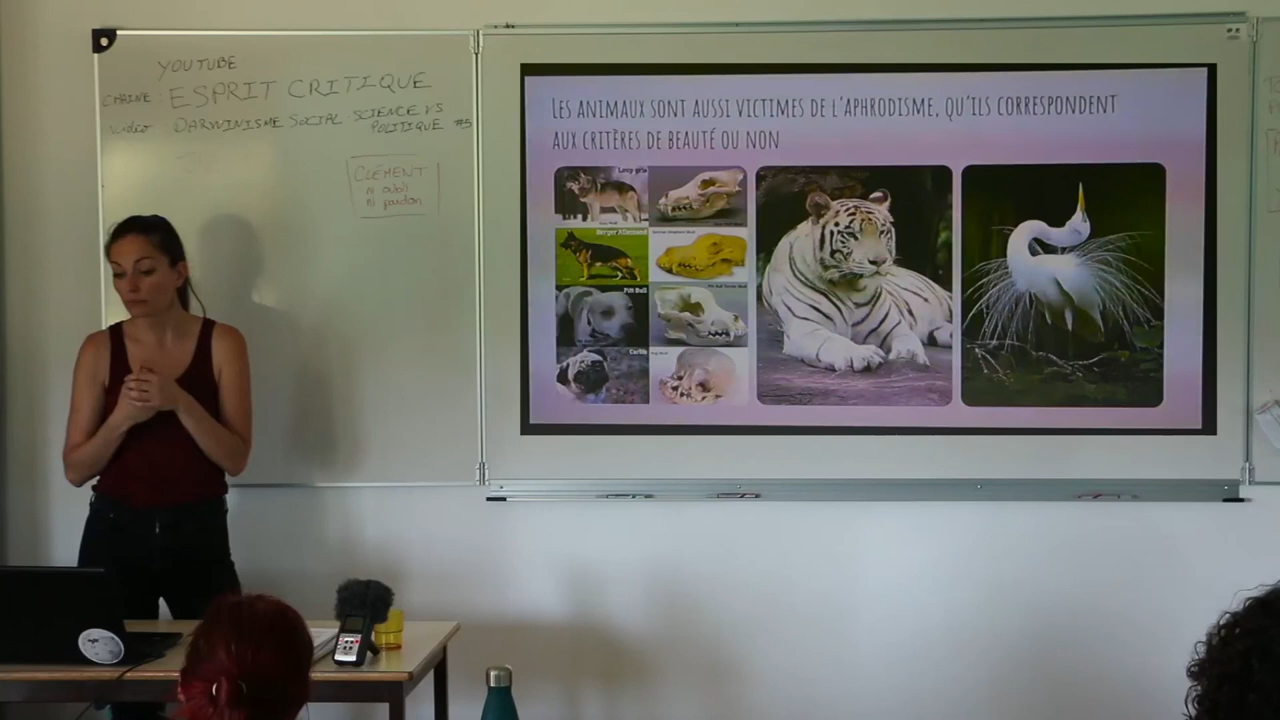 YOUTUBE
CHAINE : ESPRIT CRITIQUE
Vidéo DARWINISME SOCIAL - SCIENCE VS
POLITIQUE #5
CLÉMENT
Ni oubli
Ni pardon
LES ANIMAUX SONT AUSSI VICTIMES DE L'APHRODISME, QU'ILS CORRESPONDENT
AUX CRITÈRES DE BEAUTÉ OU NON
Loup gris
Berger Allemand
Pitt Bull
Carlin